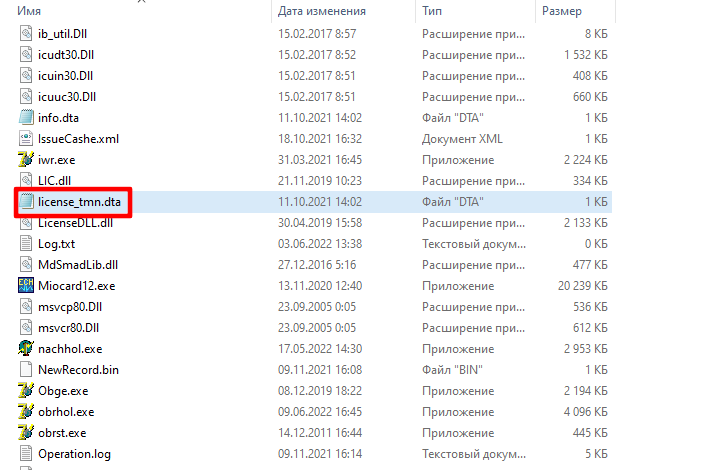 Имя Дата изменения Тип Размер
ib_util.Dll 15.02.2017 8:57 Расширение при... 8 КБ
icudt30.Dll 15.02.2017 8:52 Расширение при... 1 532 КБ
icuin30.Dll 15.02.2017 8:51 Расширение при... 408 КБ
icuuc30.Dll 15.02.2017 8:51 Расширение при... 660 КБ
info.dta 11.10.2021 14:02 Файл "DTA" 1 КБ
IssueCashe.xml 18.10.2021 16:32 Документ XML 1 КБ
iwr.exe 31.03.2021 16:45 Приложение 2 224 КБ
LIC.dll 21.11.2019 10:23 Расширение при... 334 КБ
license_tmn.dta 11.10.2021 14:02 Файл "DTA" 1 КБ
LicenseDLL.dll 30.04.2019 15:58 Расширение при... 2 133 КБ
Log.txt 03.06.2022 13:38 Текстовый докум... 0 КБ
MdSmadLib.dll 27.12.2016 5:16 Расширение при... 477 КБ
Miocard12.exe 13.11.2020 12:40 Приложение 20 239 КБ
msvcp80.Dll 23.09.2005 0:05 Расширение при... 536 КБ
msvcr80.Dll 23.09.2005 0:05 Расширение при... 612 КБ
nachhol.exe 17.05.2022 14:30 Приложение 2 953 КБ
NewRecord.bin 09.11.2021 16:08 Файл "BIN" 1 КБ
Obge.exe 08.12.2019 18:22 Приложение 2 194 КБ
obrhol.exe 09.06.2022 16:45 Приложение 4 096 КБ
obrst.exe 14.12.2011 16:44 Приложение 445 КБ
Operation.log 09.11.2021 16:14 Текстовый докум... 5 КБ